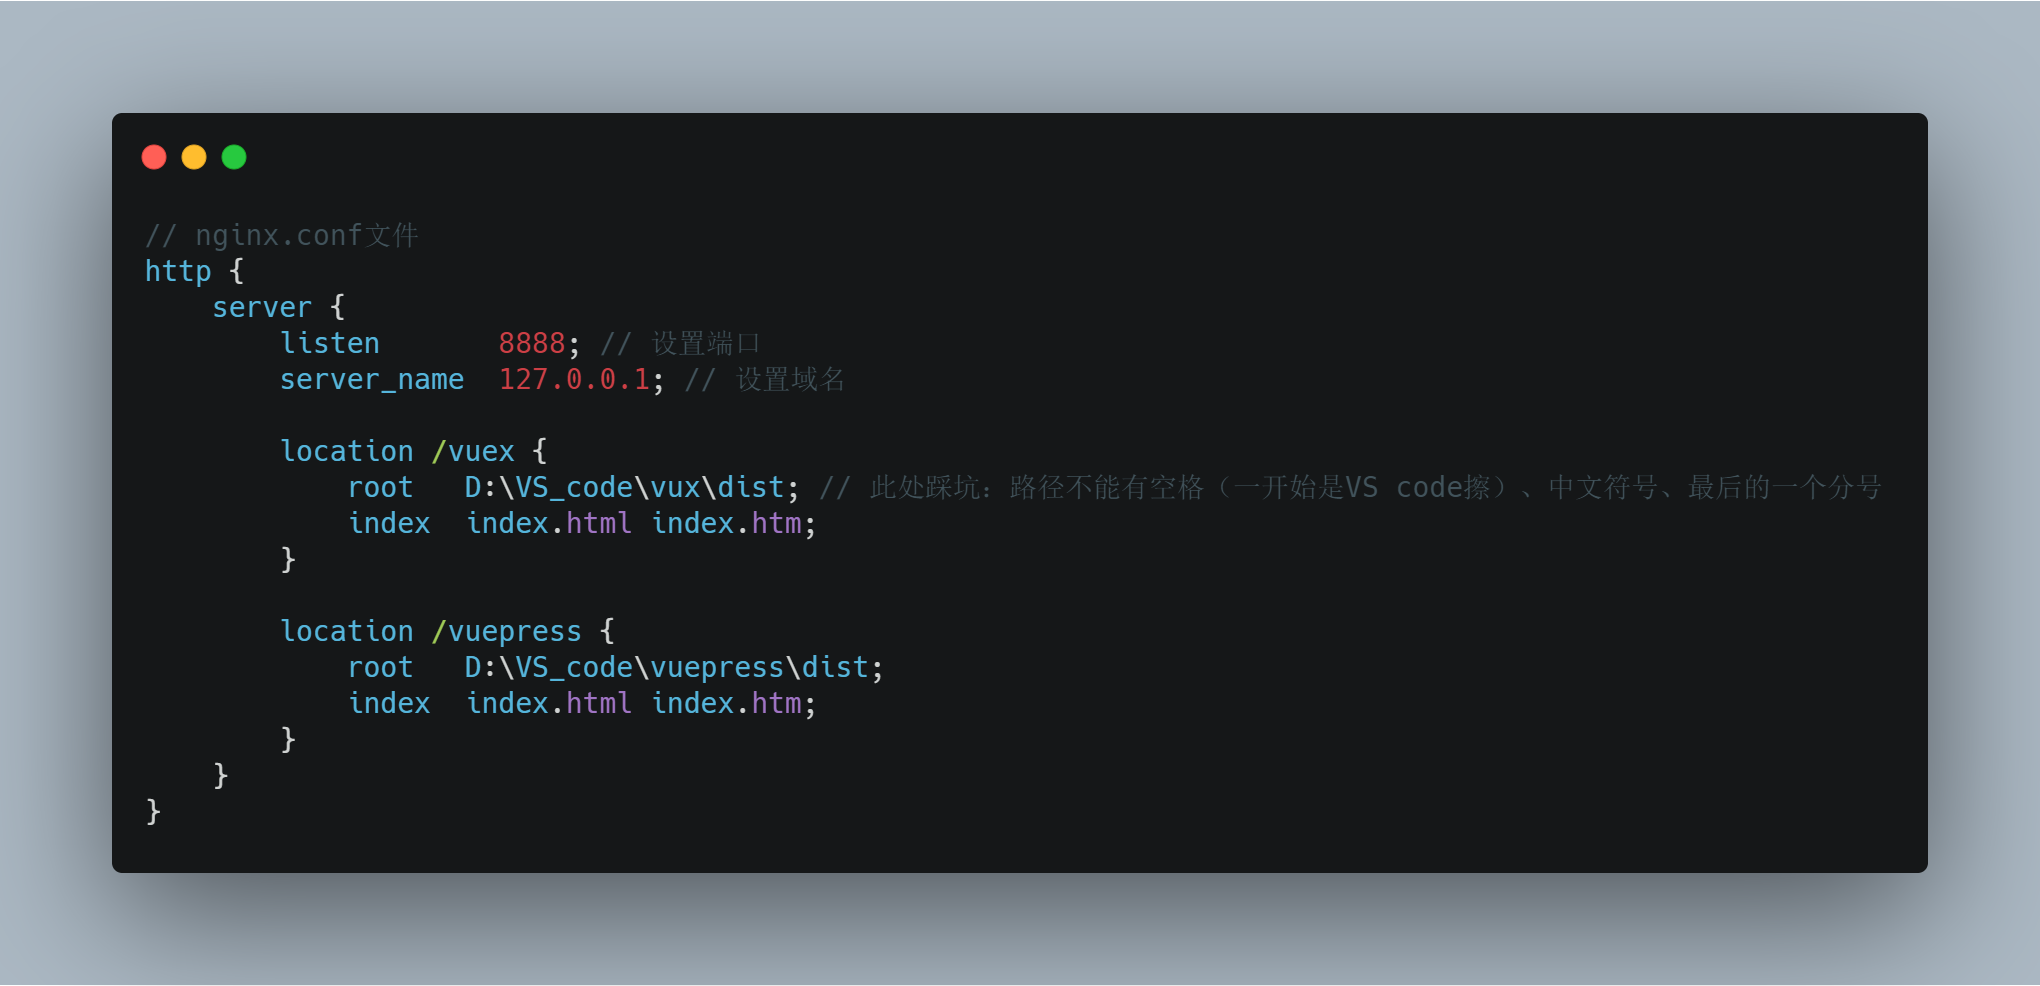 // nginx.conf文件
http {
    server {
        listen       8888; // 设置端口
        server_name  127.0.0.1; // 设置域名

        location /vuex {
            root   D:\VS_code\vux\dist; // 此处踩坑：路径不能有空格（一开始是VS code擦）、中文符号、最后的一个分号
            index  index.html index.htm;
        }

        location /vuepress {
            root   D:\VS_code\vuepress\dist;
            index  index.html index.htm;
        }
    }
}